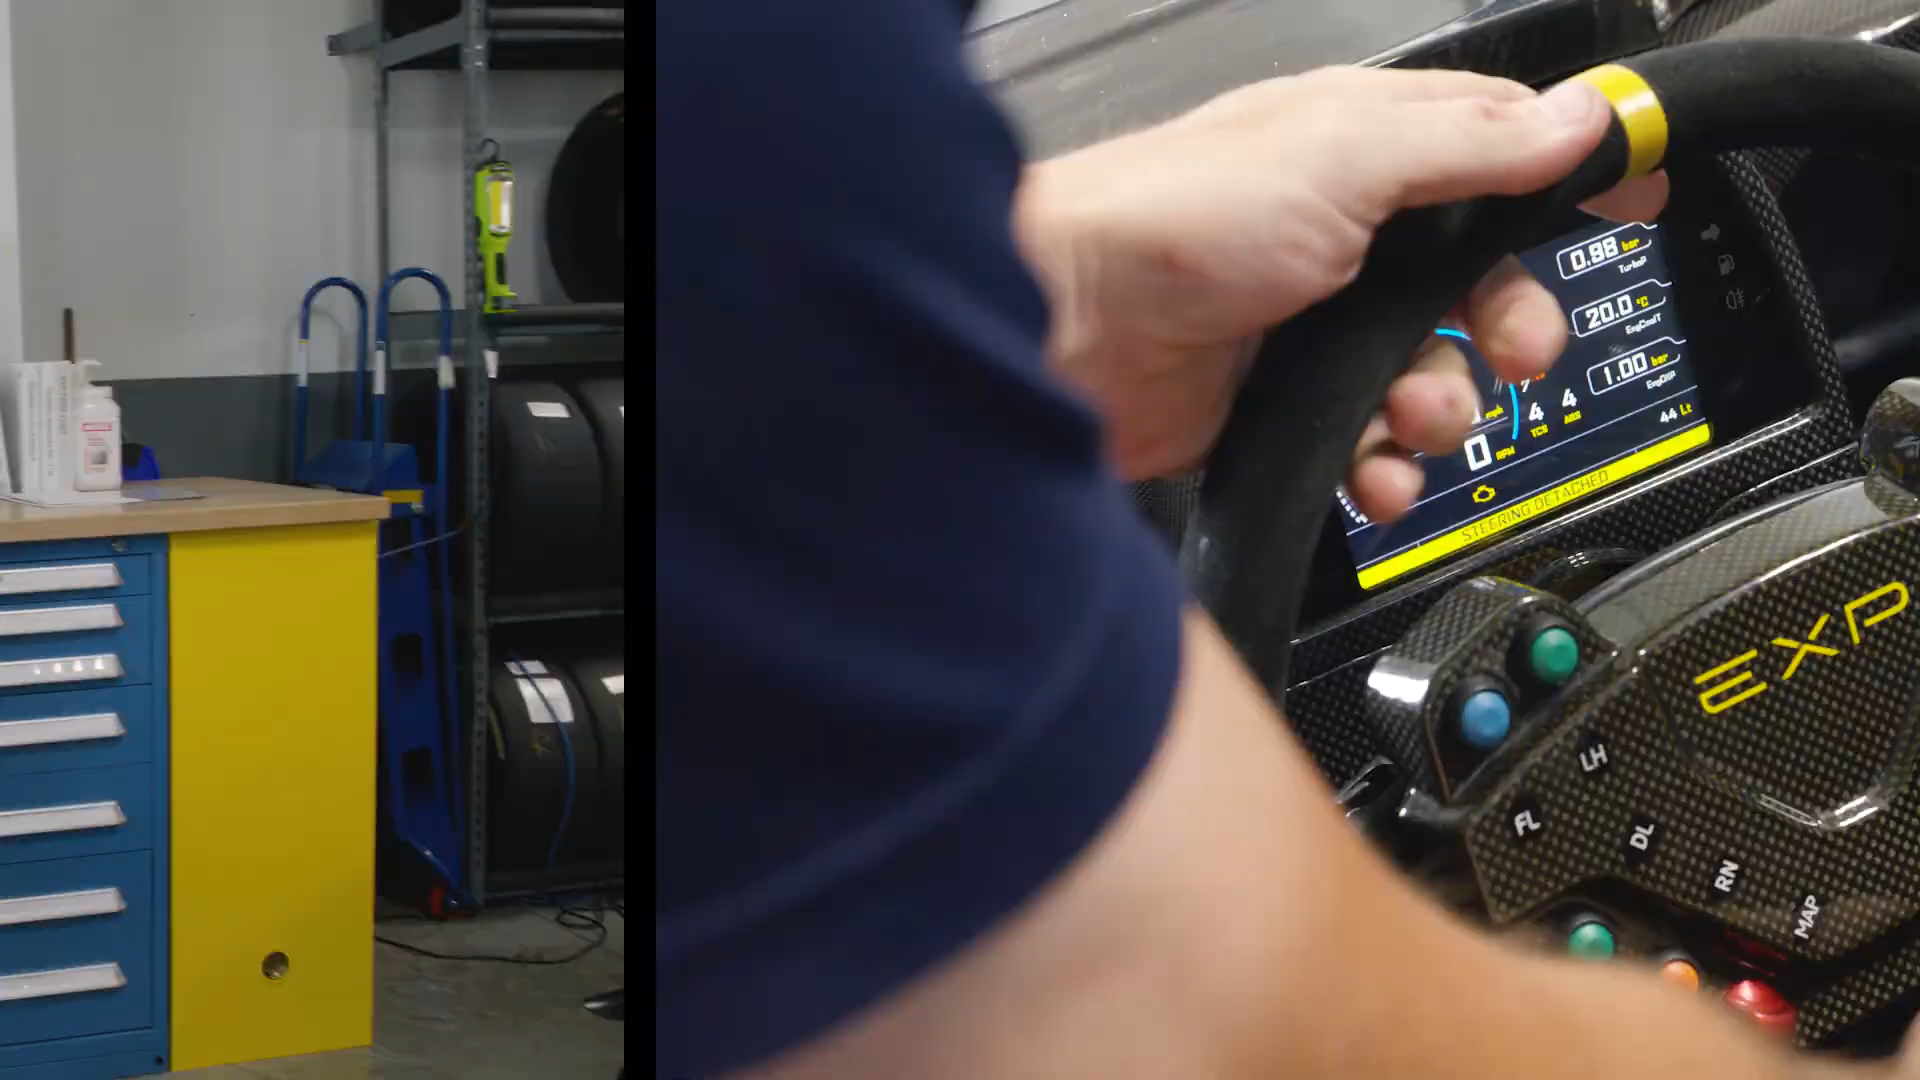 0.98 bar
TurboP
20.0 °C
EngCoolT
1.00 bar
EngOilP
mph
4
TCS
4
ABS
44 Lt
0 RPM
STEERING DETACHED
EXP
LH
FL
DL
RN
MAP